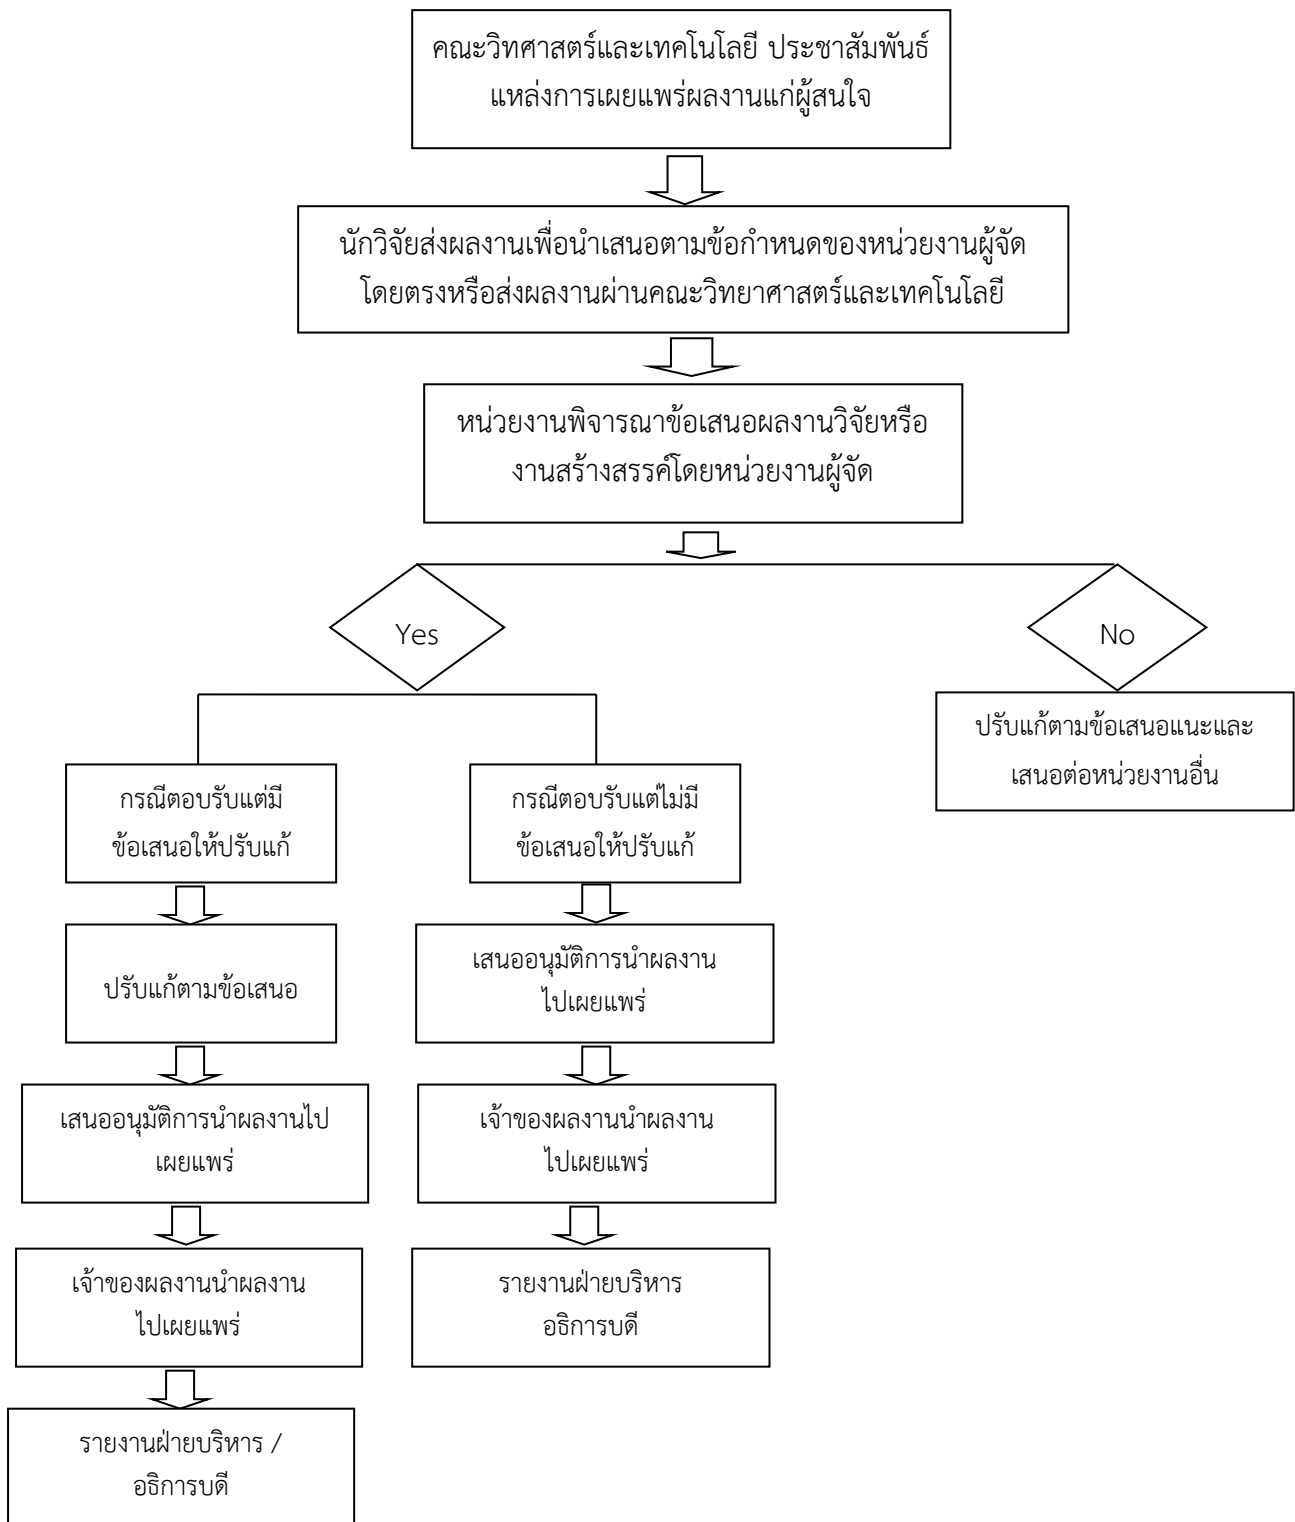 คณะวิทศาสตร์และเทคโนโลยี ประชาสัมพันธ์
แหล่งการเผยแพร่ผลงานแก่ผู้สนใจ
นักวิจัยส่งผลงานเพื่อนำเสนอตามข้อกำหนดของหน่วยงานผู้จัด
โดยตรงหรือส่งผลงานผ่านคณะวิทยาศาสตร์และเทคโนโลยี
หน่วยงานพิจารณาข้อเสนอผลงานวิจัยหรือ
งานสร้างสรรค์โดยหน่วยงานผู้จัด
Yes
No
ปรับแก้ตามข้อเสนอแนะและ
เสนอต่อหน่วยงานอื่น
กรณีตอบรับแต่มี
ข้อเสนอให้ปรับแก้
ปรับแก้ตามข้อเสนอ
เสนออนุมัติการนำผลงานไป
เผยแพร่
เจ้าของผลงานนำผลงาน
ไปเผยแพร่
รายงานฝ่ายบริหาร /
อธิการบดี
กรณีตอบรับแต่ไม่มี
ข้อเสนอให้ปรับแก้
เสนออนุมัติการนำผลงาน
ไปเผยแพร่
เจ้าของผลงานนำผลงาน
ไปเผยแพร่
รายงานฝ่ายบริหาร
อธิการบดี